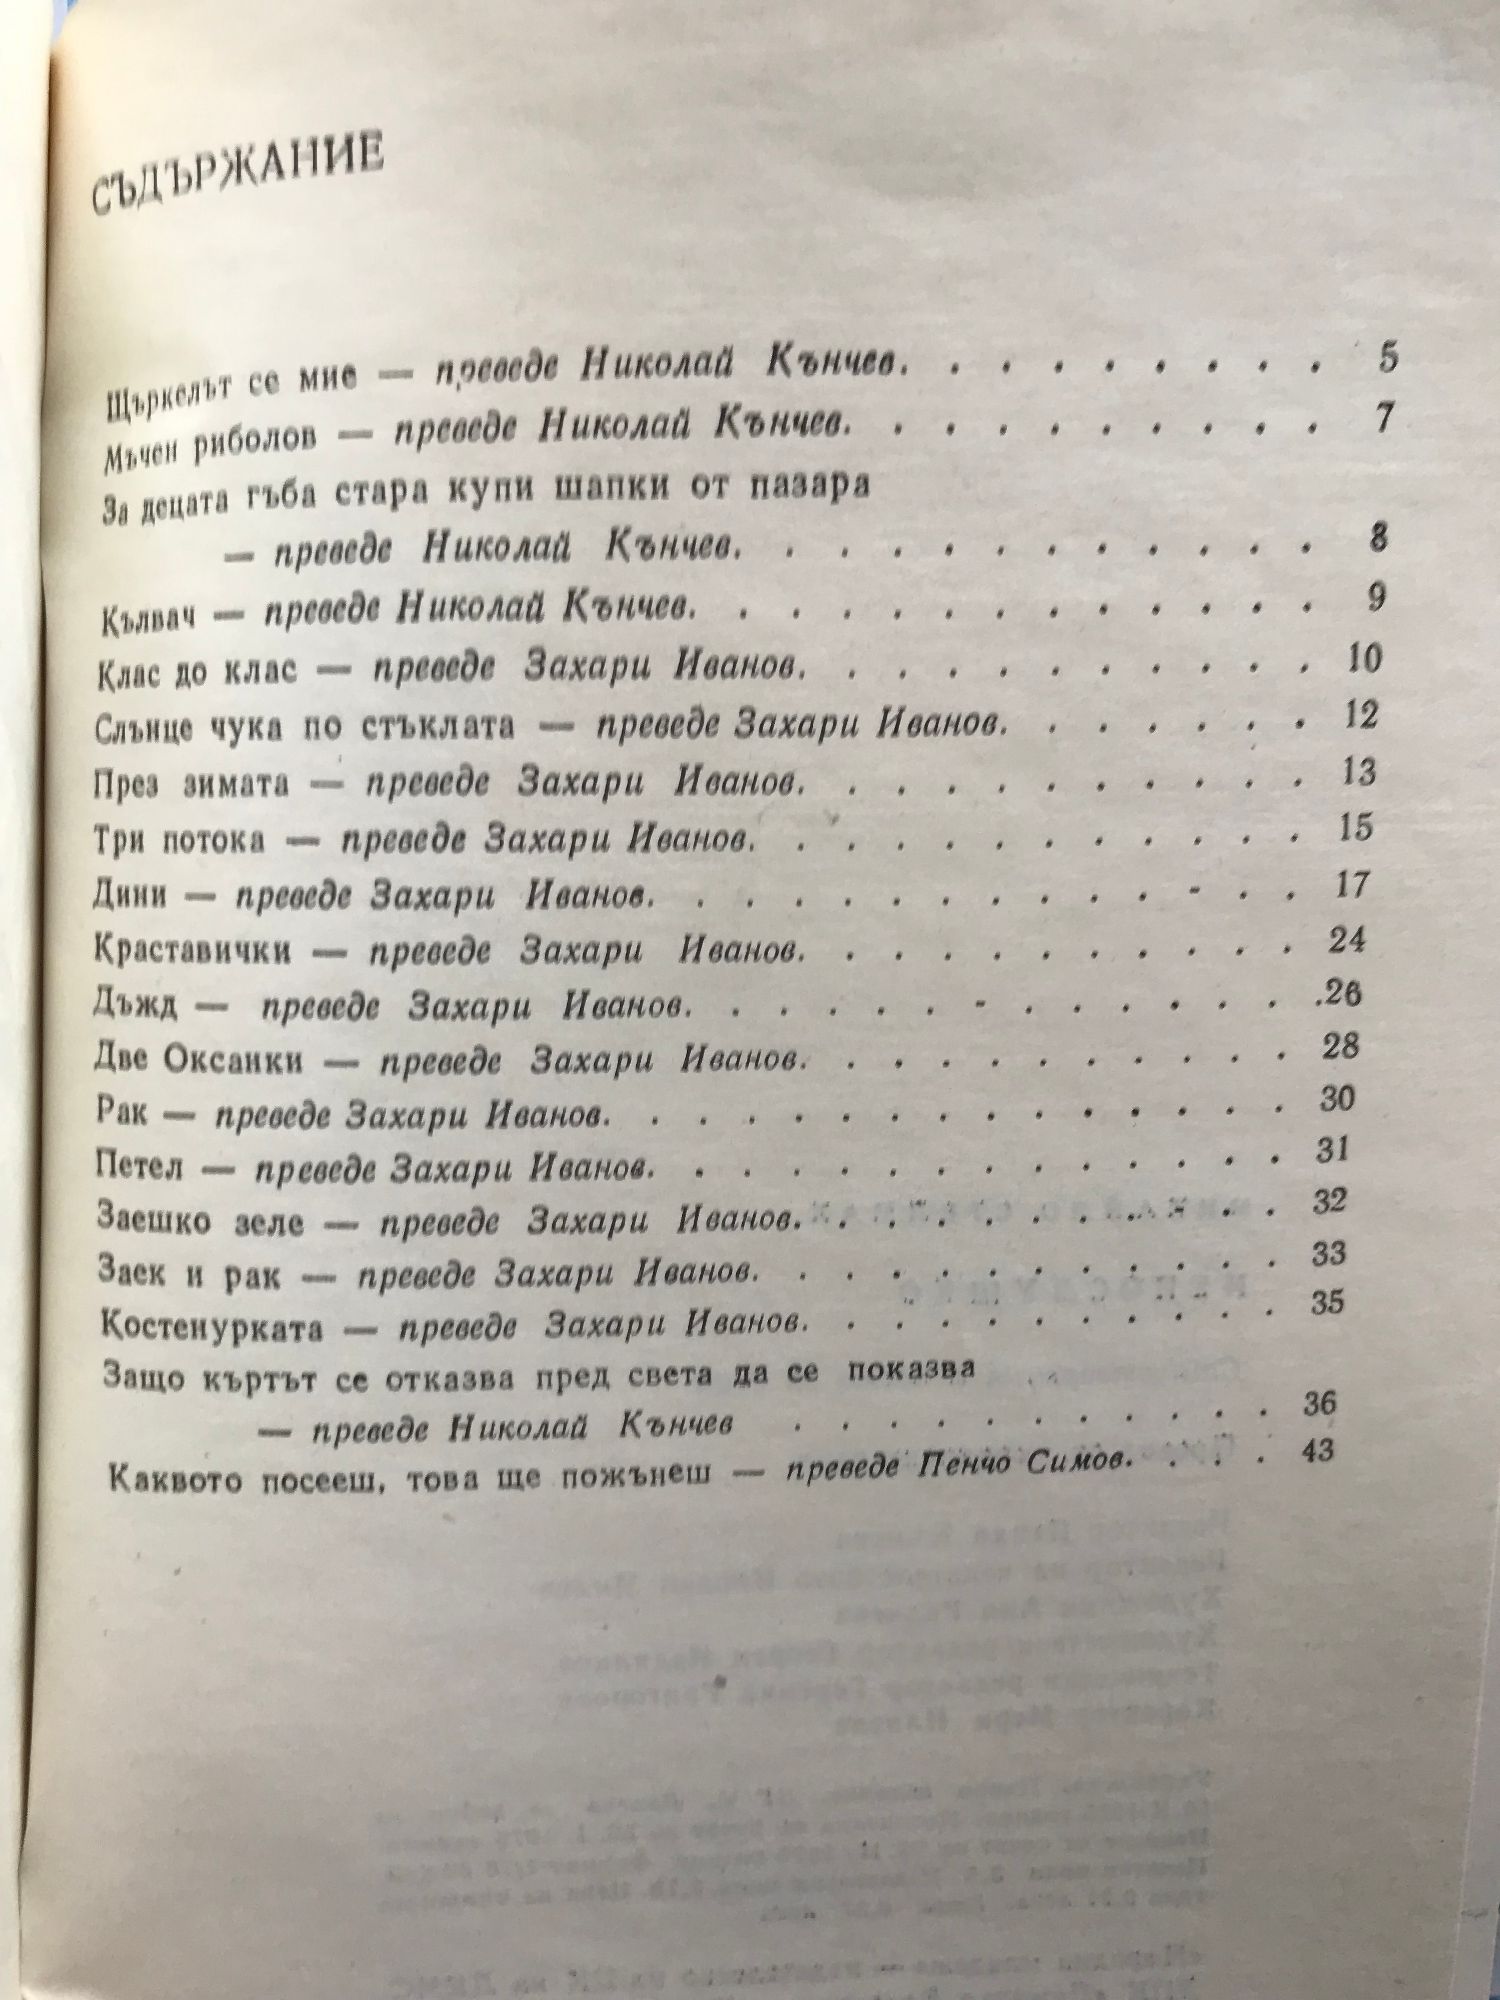 СЪДЪРЖАНИЕ
Щъркелът се мие — преведе Николай Кънчев. . . . . . . . . 5
Мъчен риболов — преведе Николай Кънчев. . . . . . . . . . 7
За децата гъба стара купи шапки от пазара
— преведе Николай Кънчев. . . . . . . . . . . . 8
Кълвач — преведе Николай Кънчев. . . . . . . . . . . . . 9
Клас до клас — преведе Захари Иванов. . . . . . . . . . . 10
Слънце чука по стъклата — преведе Захари Иванов. . . . . . . 12
През зимата — преведе Захари Иванов. . . . . . . . . . . 13
Три потока — преведе Захари Иванов. . . . . . . . . . . . 15
Дини — преведе Захари Иванов. . . . . . . . . . . . . . 17
Краставички — преведе Захари Иванов. . . . . . . . . . . 24
Дъжд — преведе Захари Иванов. . . . . . . . . . . . . .26
Две Оксанки — преведе Захари Иванов. . . . . . . . . . . 28
Рак — преведе Захари Иванов. . . . . . . . . . . . . . . 30
Петел — преведе Захари Иванов. . . . . . . . . . . . . . 31
Заешко зеле — преведе Захари Иванов. . . . . . . . . . . 32
Заек и рак — преведе Захари Иванов. . . . . . . . . . . . 33
Костенурката — преведе Захари Иванов. . . . . . . . . . . 35
Защо къртът се отказва пред света да се показва
— преведе Николай Кънчев . . . . . . . . . . . 36
Каквото посееш, това ще пожънеш — преведе Пенчо Симов. . . . 43